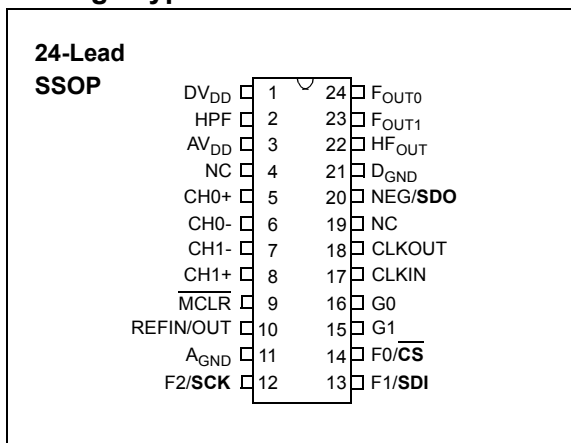 24-Lead
SSOP
DVDD 1 24 FOUT0
HPF 2 23 FOUT1
AVDD 3 22 HFOUT
NC 4 21 DGND
CH0+ 5 20 NEG/SDO
CH0- 6 19 NC
CH1- 7 18 CLKOUT
CH1+ 8 17 CLKIN
MCLR 9 16 G0
REFIN/OUT 10 15 G1
AGND 11 14 F0/CS
F2/SCK 12 13 F1/SDI